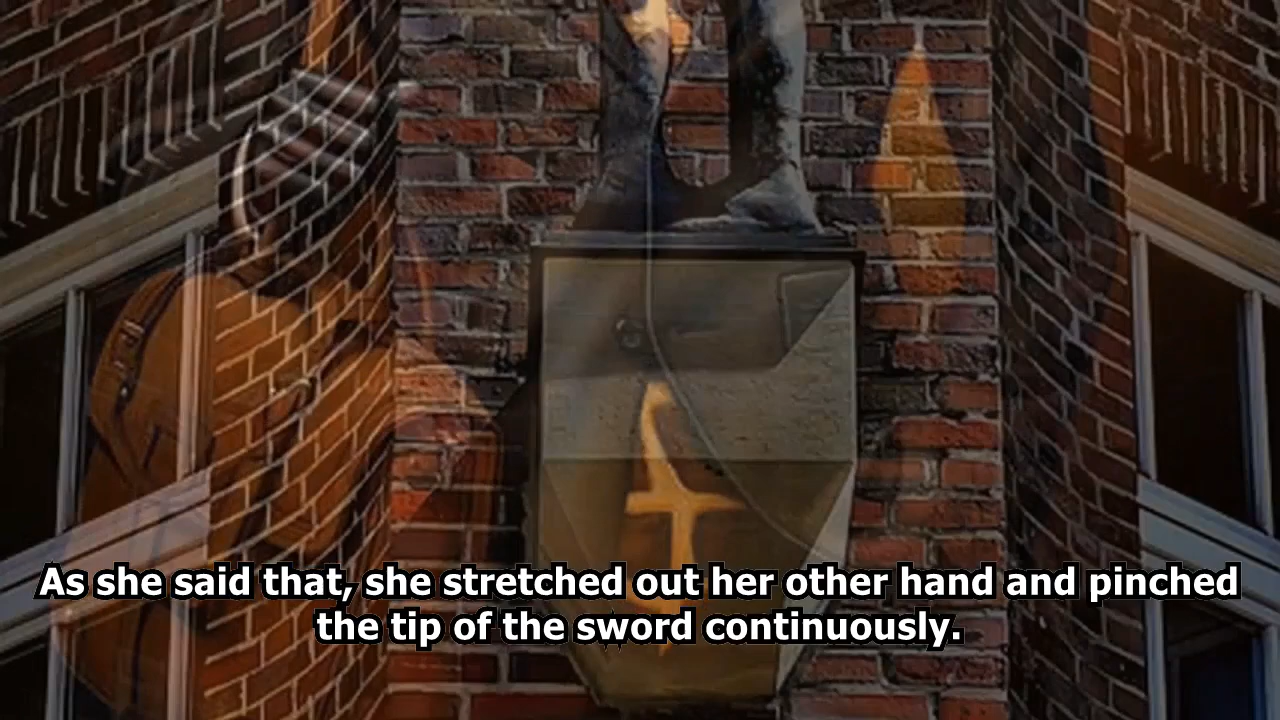 As she said that, she stretched out her other hand and pinched
the tip of the sword continuously.